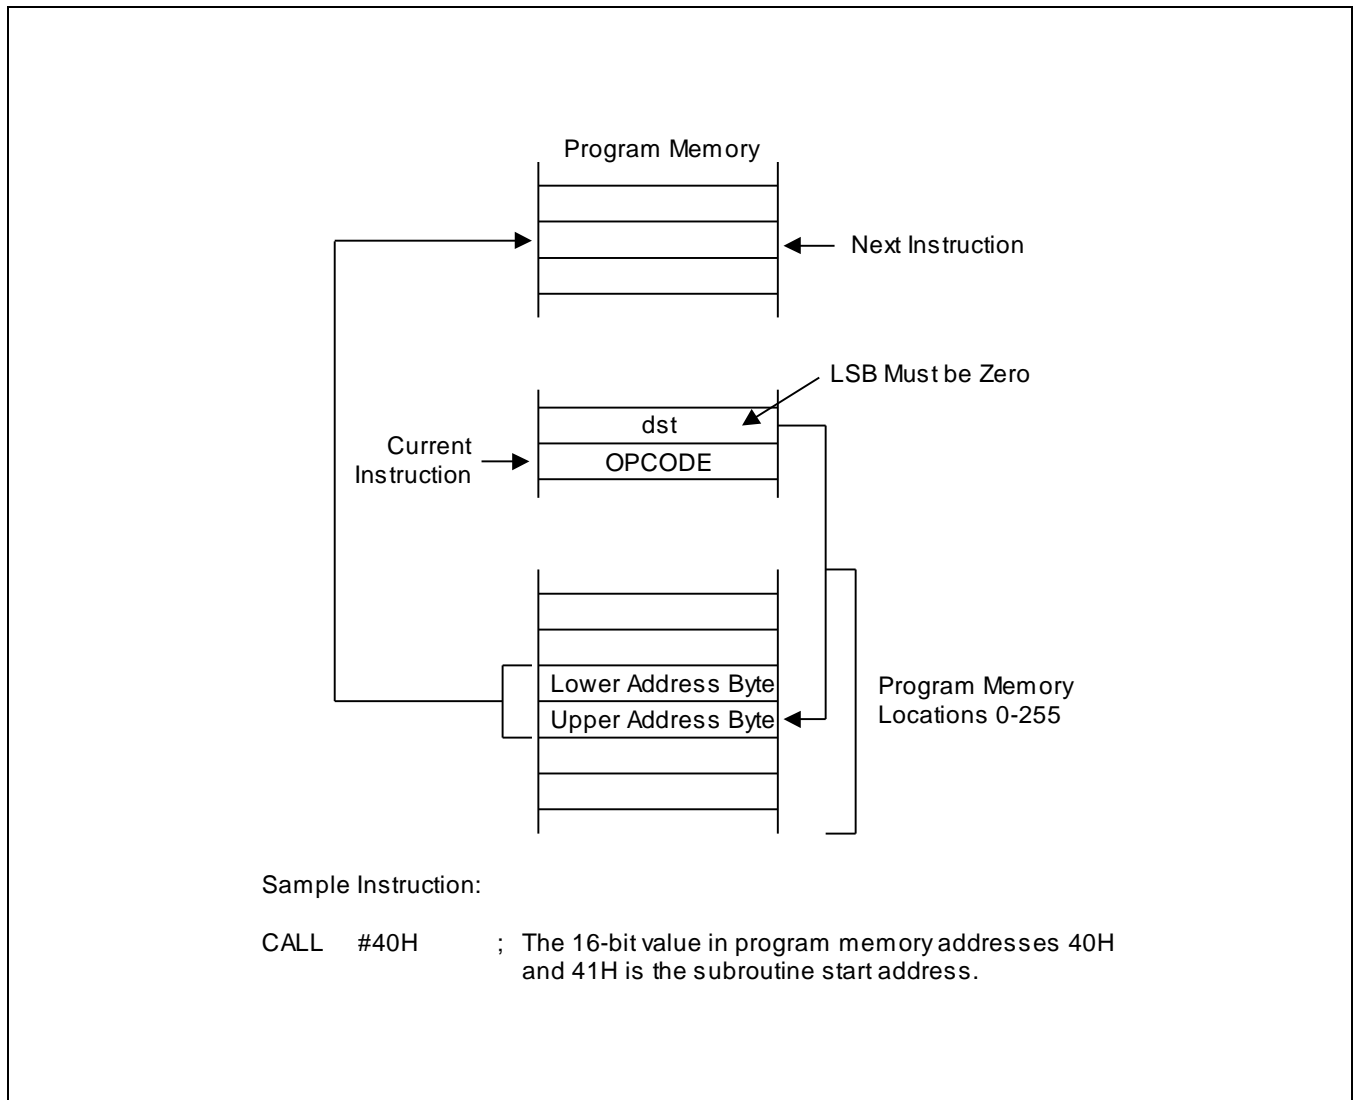 Program Memory
Next Instruction
LSB Must be Zero
dst
Current
Instruction
OPCODE
Lower Address Byte
Upper Address Byte
Program Memory
Locations 0-255
Sample Instruction:
CALL #40H ; The 16-bit value in program memory addresses 40H
and 41H is the subroutine start address.